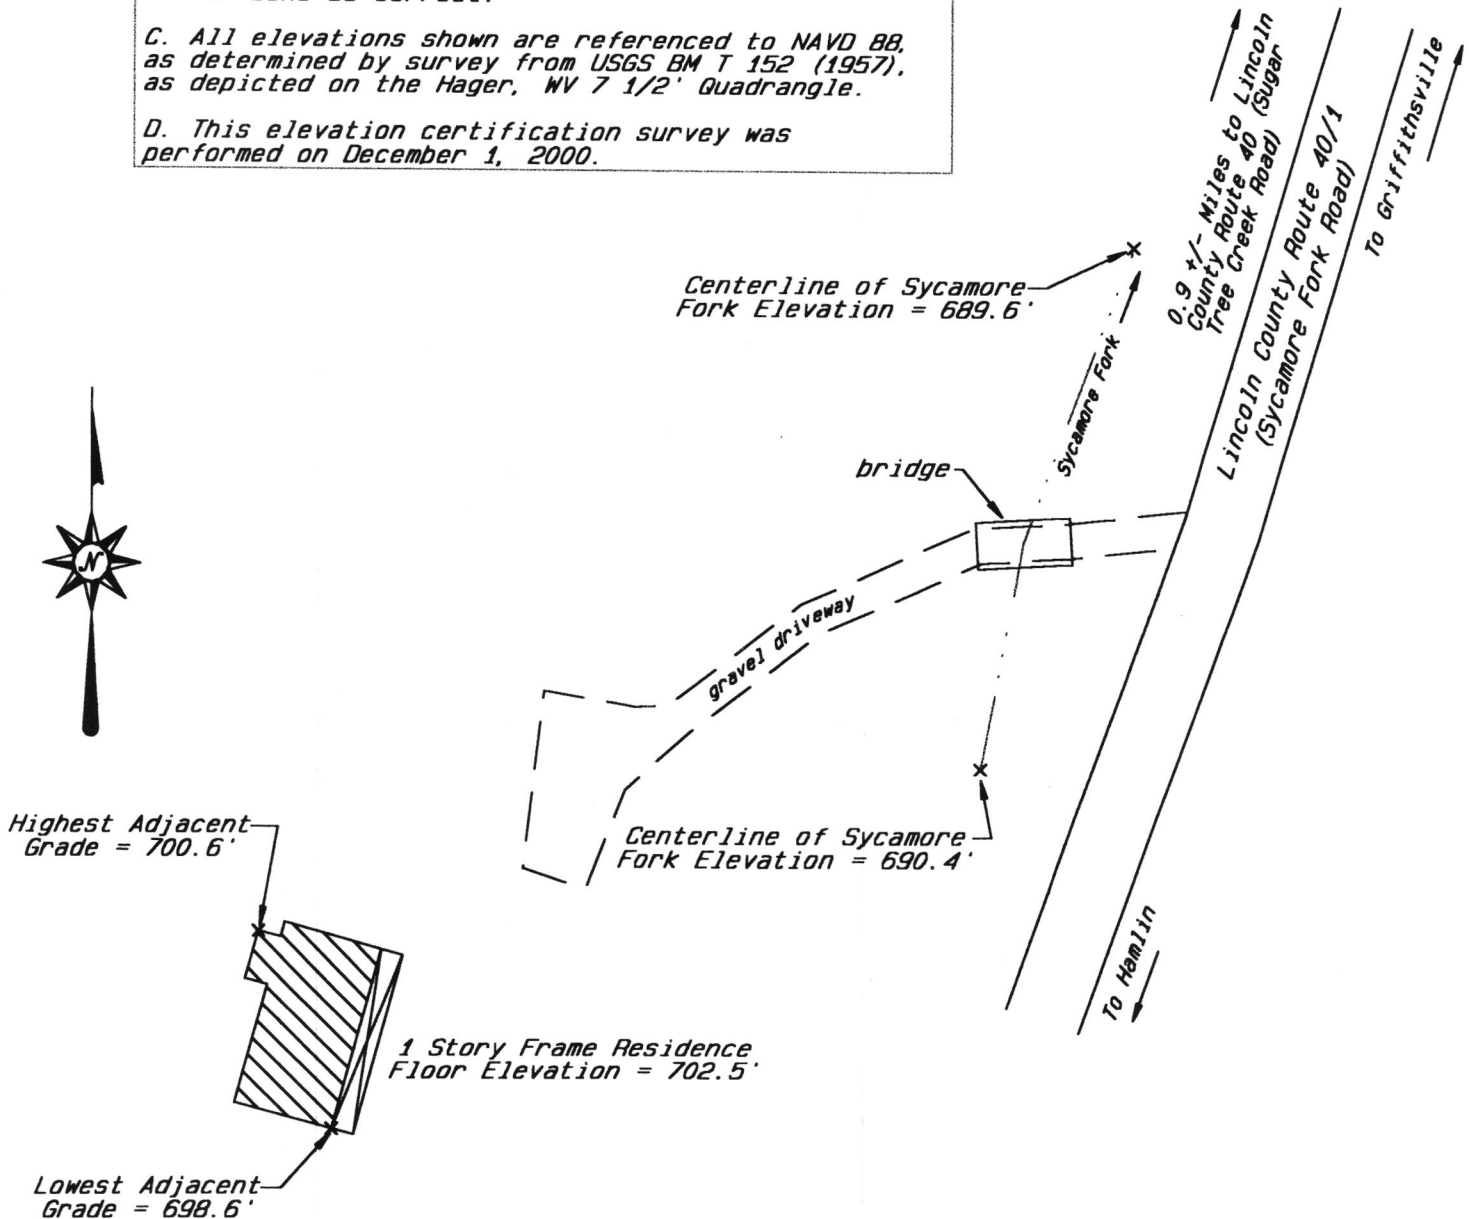 C. All elevations shown are referenced to NAVD 88,
as determined by survey from USGS BM T 152 (1957),
as depicted on the Hager, WV 7 1/2' Quadrangle.
D. This elevation certification survey was
performed on December 1, 2000.
0.9 +/- Miles to Lincoln
County Route 40 (Sugar
Tree Creek Road)
Lincoln County Route 40/1
(Sycamore Fork Road)
To Griffithsville
Centerline of Sycamore
Fork Elevation = 689.6'
Sycamore Fork
bridge
N
gravel driveway
Centerline of Sycamore
Fork Elevation = 690.4'
Highest Adjacent
Grade = 700.6'
To Hamlin
1 Story Frame Residence
Floor Elevation = 702.5'
Lowest Adjacent
Grade = 698.6'